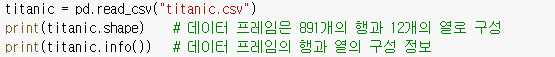 titanic = pd.read_csv("titanic.csv")
print(titanic.shape)   # 데이터 프레임은 891개의 행과 12개의 열로 구성
print(titanic.info())   # 데이터 프레임의 행과 열의 구성 정보